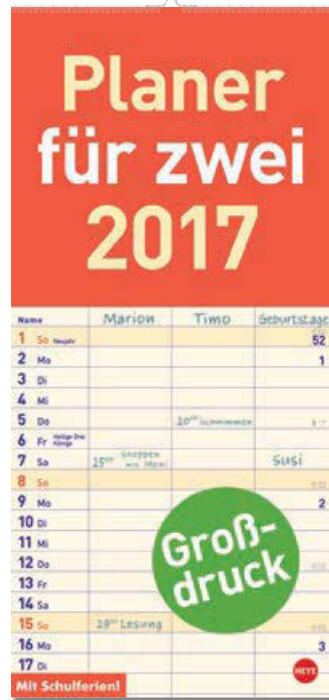 Planer
für zwei
2017
Name Marion Timo Geburtstage
1 So Neujahr 52
2 Mo 1
3 Di
4 Mi
5 Do 10⁰⁰ schwimmen
6 Fr Heilige Drei Könige
7 Sa 15⁰⁰ Shoppen mit Susi
8 So
9 Mo 2
10 Di
11 Mi
12 Do
13 Fr
14 Sa
15 So 19⁰⁰ Lesung
16 Mo 3
17 Di
Groß-
druck
Mit Schulferien!
HEYE